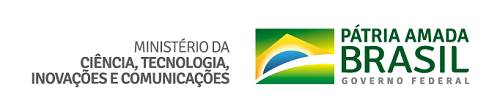 MINISTÉRIO DA
CIÊNCIA, TECNOLOGIA,
INOVAÇÕES E COMUNICAÇÕES
PÁTRIA AMADA
BRASIL
GOVERNO FEDERAL